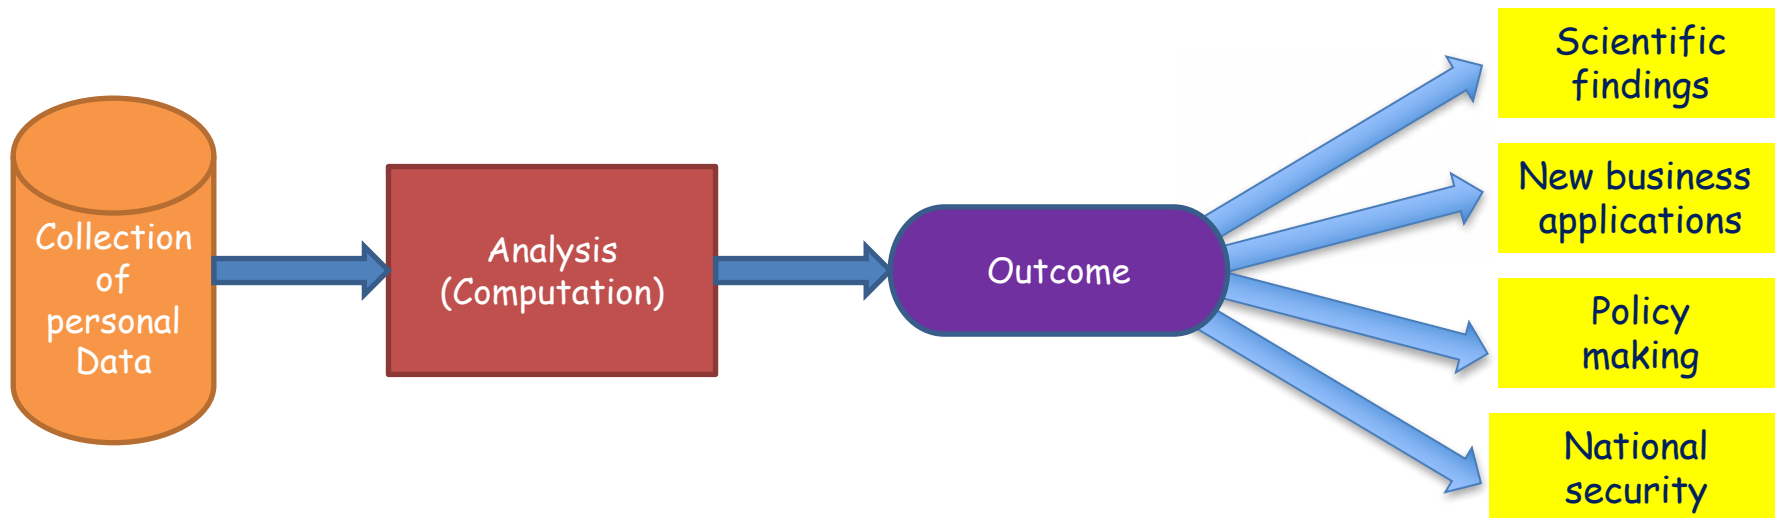 Collection
of
personal
Data
Analysis
(Computation)
Outcome
Scientific
findings
New business
applications
Policy
making
National
security